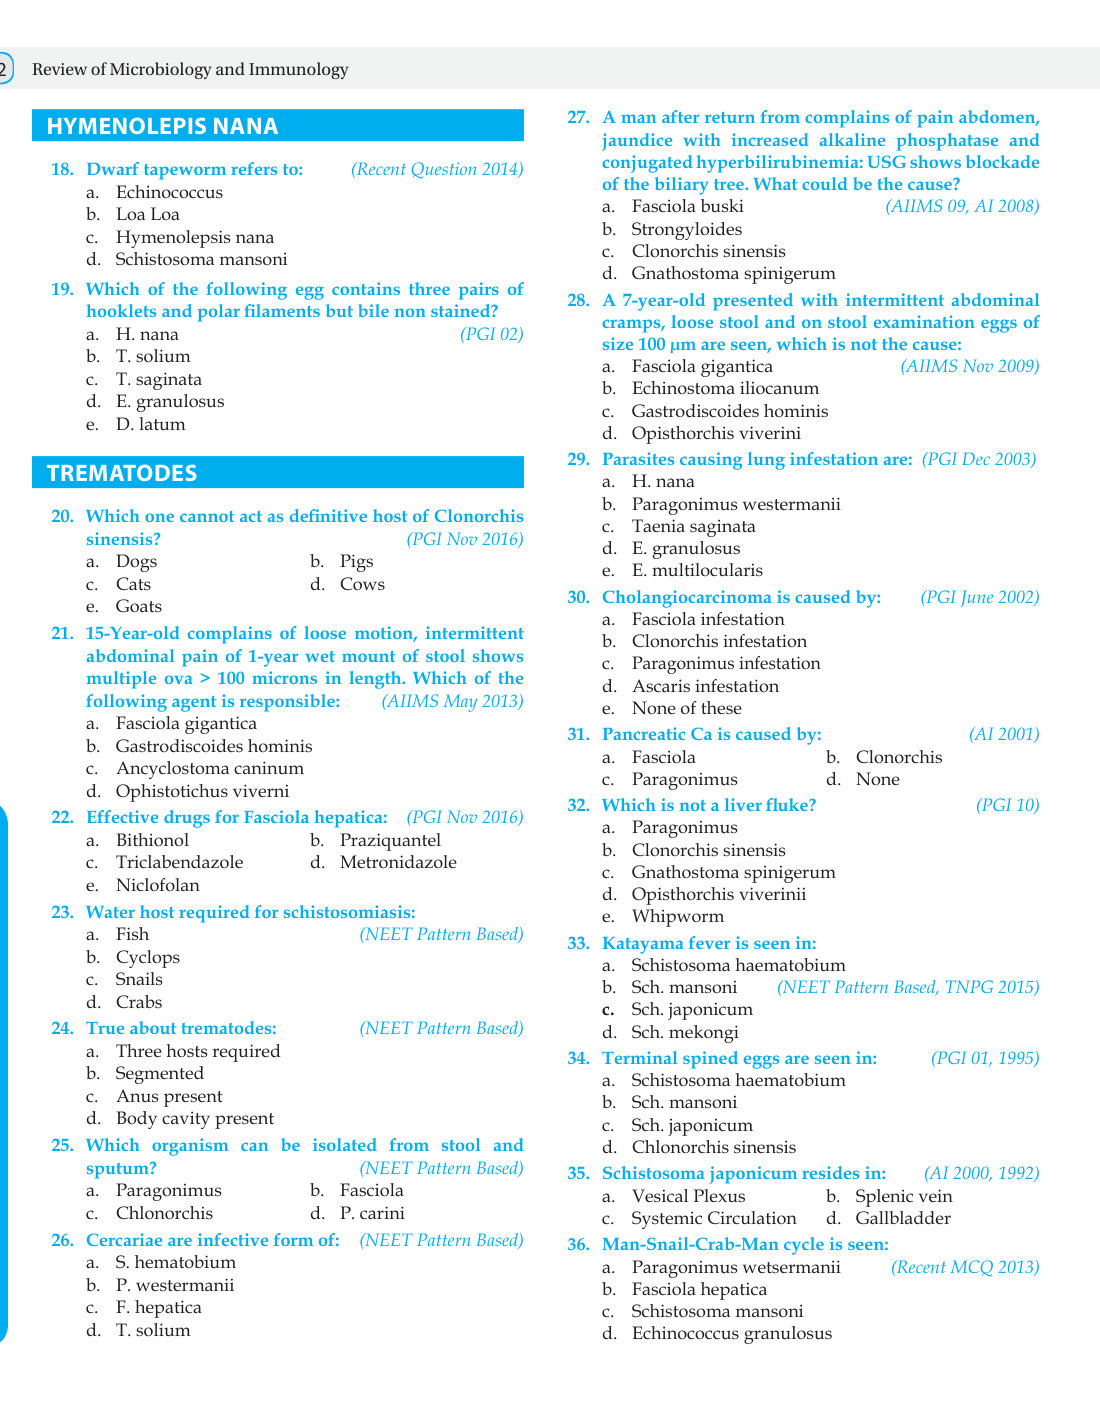 2 Review of Microbiology and Immunology
HYMENOLEPIS NANA
18. Dwarf tapeworm refers to: (Recent Question 2014)
a. Echinococcus
b. Loa Loa
c. Hymenolepsis nana
d. Schistosoma mansoni
19. Which of the following egg contains three pairs of
hooklets and polar filaments but bile non stained?
a. H. nana (PGI 02)
b. T. solium
c. T. saginata
d. E. granulosus
e. D. latum
TREMATODES
20. Which one cannot act as definitive host of Clonorchis
sinensis? (PGI Nov 2016)
a. Dogs b. Pigs
c. Cats d. Cows
e. Goats
21. 15-Year-old complains of loose motion, intermittent
abdominal pain of 1-year wet mount of stool shows
multiple ova > 100 microns in length. Which of the
following agent is responsible: (AIIMS May 2013)
a. Fasciola gigantica
b. Gastrodiscoides hominis
c. Ancyclostoma caninum
d. Ophistotichus viverni
22. Effective drugs for Fasciola hepatica: (PGI Nov 2016)
a. Bithionol b. Praziquantel
c. Triclabendazole d. Metronidazole
e. Niclofolan
23. Water host required for schistosomiasis:
a. Fish (NEET Pattern Based)
b. Cyclops
c. Snails
d. Crabs
24. True about trematodes: (NEET Pattern Based)
a. Three hosts required
b. Segmented
c. Anus present
d. Body cavity present
25. Which organism can be isolated from stool and
sputum? (NEET Pattern Based)
a. Paragonimus b. Fasciola
c. Chlonorchis d. P. carini
26. Cercariae are infective form of: (NEET Pattern Based)
a. S. hematobium
b. P. westermanii
c. F. hepatica
d. T. solium
27. A man after return from complains of pain abdomen,
jaundice with increased alkaline phosphatase and
conjugated hyperbilirubinemia: USG shows blockade
of the biliary tree. What could be the cause?
a. Fasciola buski (AIIMS 09, AI 2008)
b. Strongyloides
c. Clonorchis sinensis
d. Gnathostoma spinigerum
28. A 7-year-old presented with intermittent abdominal
cramps, loose stool and on stool examination eggs of
size 100 µm are seen, which is not the cause:
a. Fasciola gigantica (AIIMS Nov 2009)
b. Echinostoma iliocanum
c. Gastrodiscoides hominis
d. Opisthorchis viverini
29. Parasites causing lung infestation are: (PGI Dec 2003)
a. H. nana
b. Paragonimus westermanii
c. Taenia saginata
d. E. granulosus
e. E. multilocularis
30. Cholangiocarcinoma is caused by: (PGI June 2002)
a. Fasciola infestation
b. Clonorchis infestation
c. Paragonimus infestation
d. Ascaris infestation
e. None of these
31. Pancreatic Ca is caused by: (AI 2001)
a. Fasciola b. Clonorchis
c. Paragonimus d. None
32. Which is not a liver fluke? (PGI 10)
a. Paragonimus
b. Clonorchis sinensis
c. Gnathostoma spinigerum
d. Opisthorchis viverinii
e. Whipworm
33. Katayama fever is seen in:
a. Schistosoma haematobium
b. Sch. mansoni (NEET Pattern Based, TNPG 2015)
c. Sch. japonicum
d. Sch. mekongi
34. Terminal spined eggs are seen in: (PGI 01, 1995)
a. Schistosoma haematobium
b. Sch. mansoni
c. Sch. japonicum
d. Chlonorchis sinensis
35. Schistosoma japonicum resides in: (AI 2000, 1992)
a. Vesical Plexus b. Splenic vein
c. Systemic Circulation d. Gallbladder
36. Man-Snail-Crab-Man cycle is seen:
a. Paragonimus wetsermanii (Recent MCQ 2013)
b. Fasciola hepatica
c. Schistosoma mansoni
d. Echinococcus granulosus